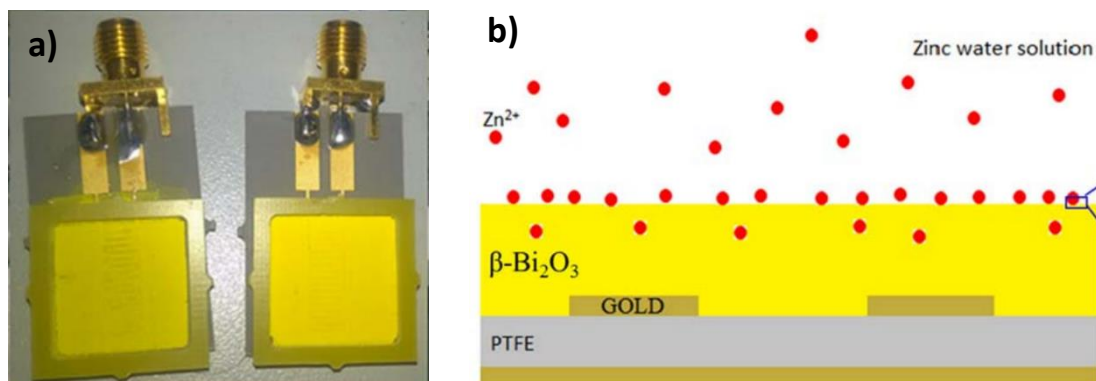 a)
b)
Zinc water solution
Zn²⁺
β-Bi₂O₃
GOLD
PTFE